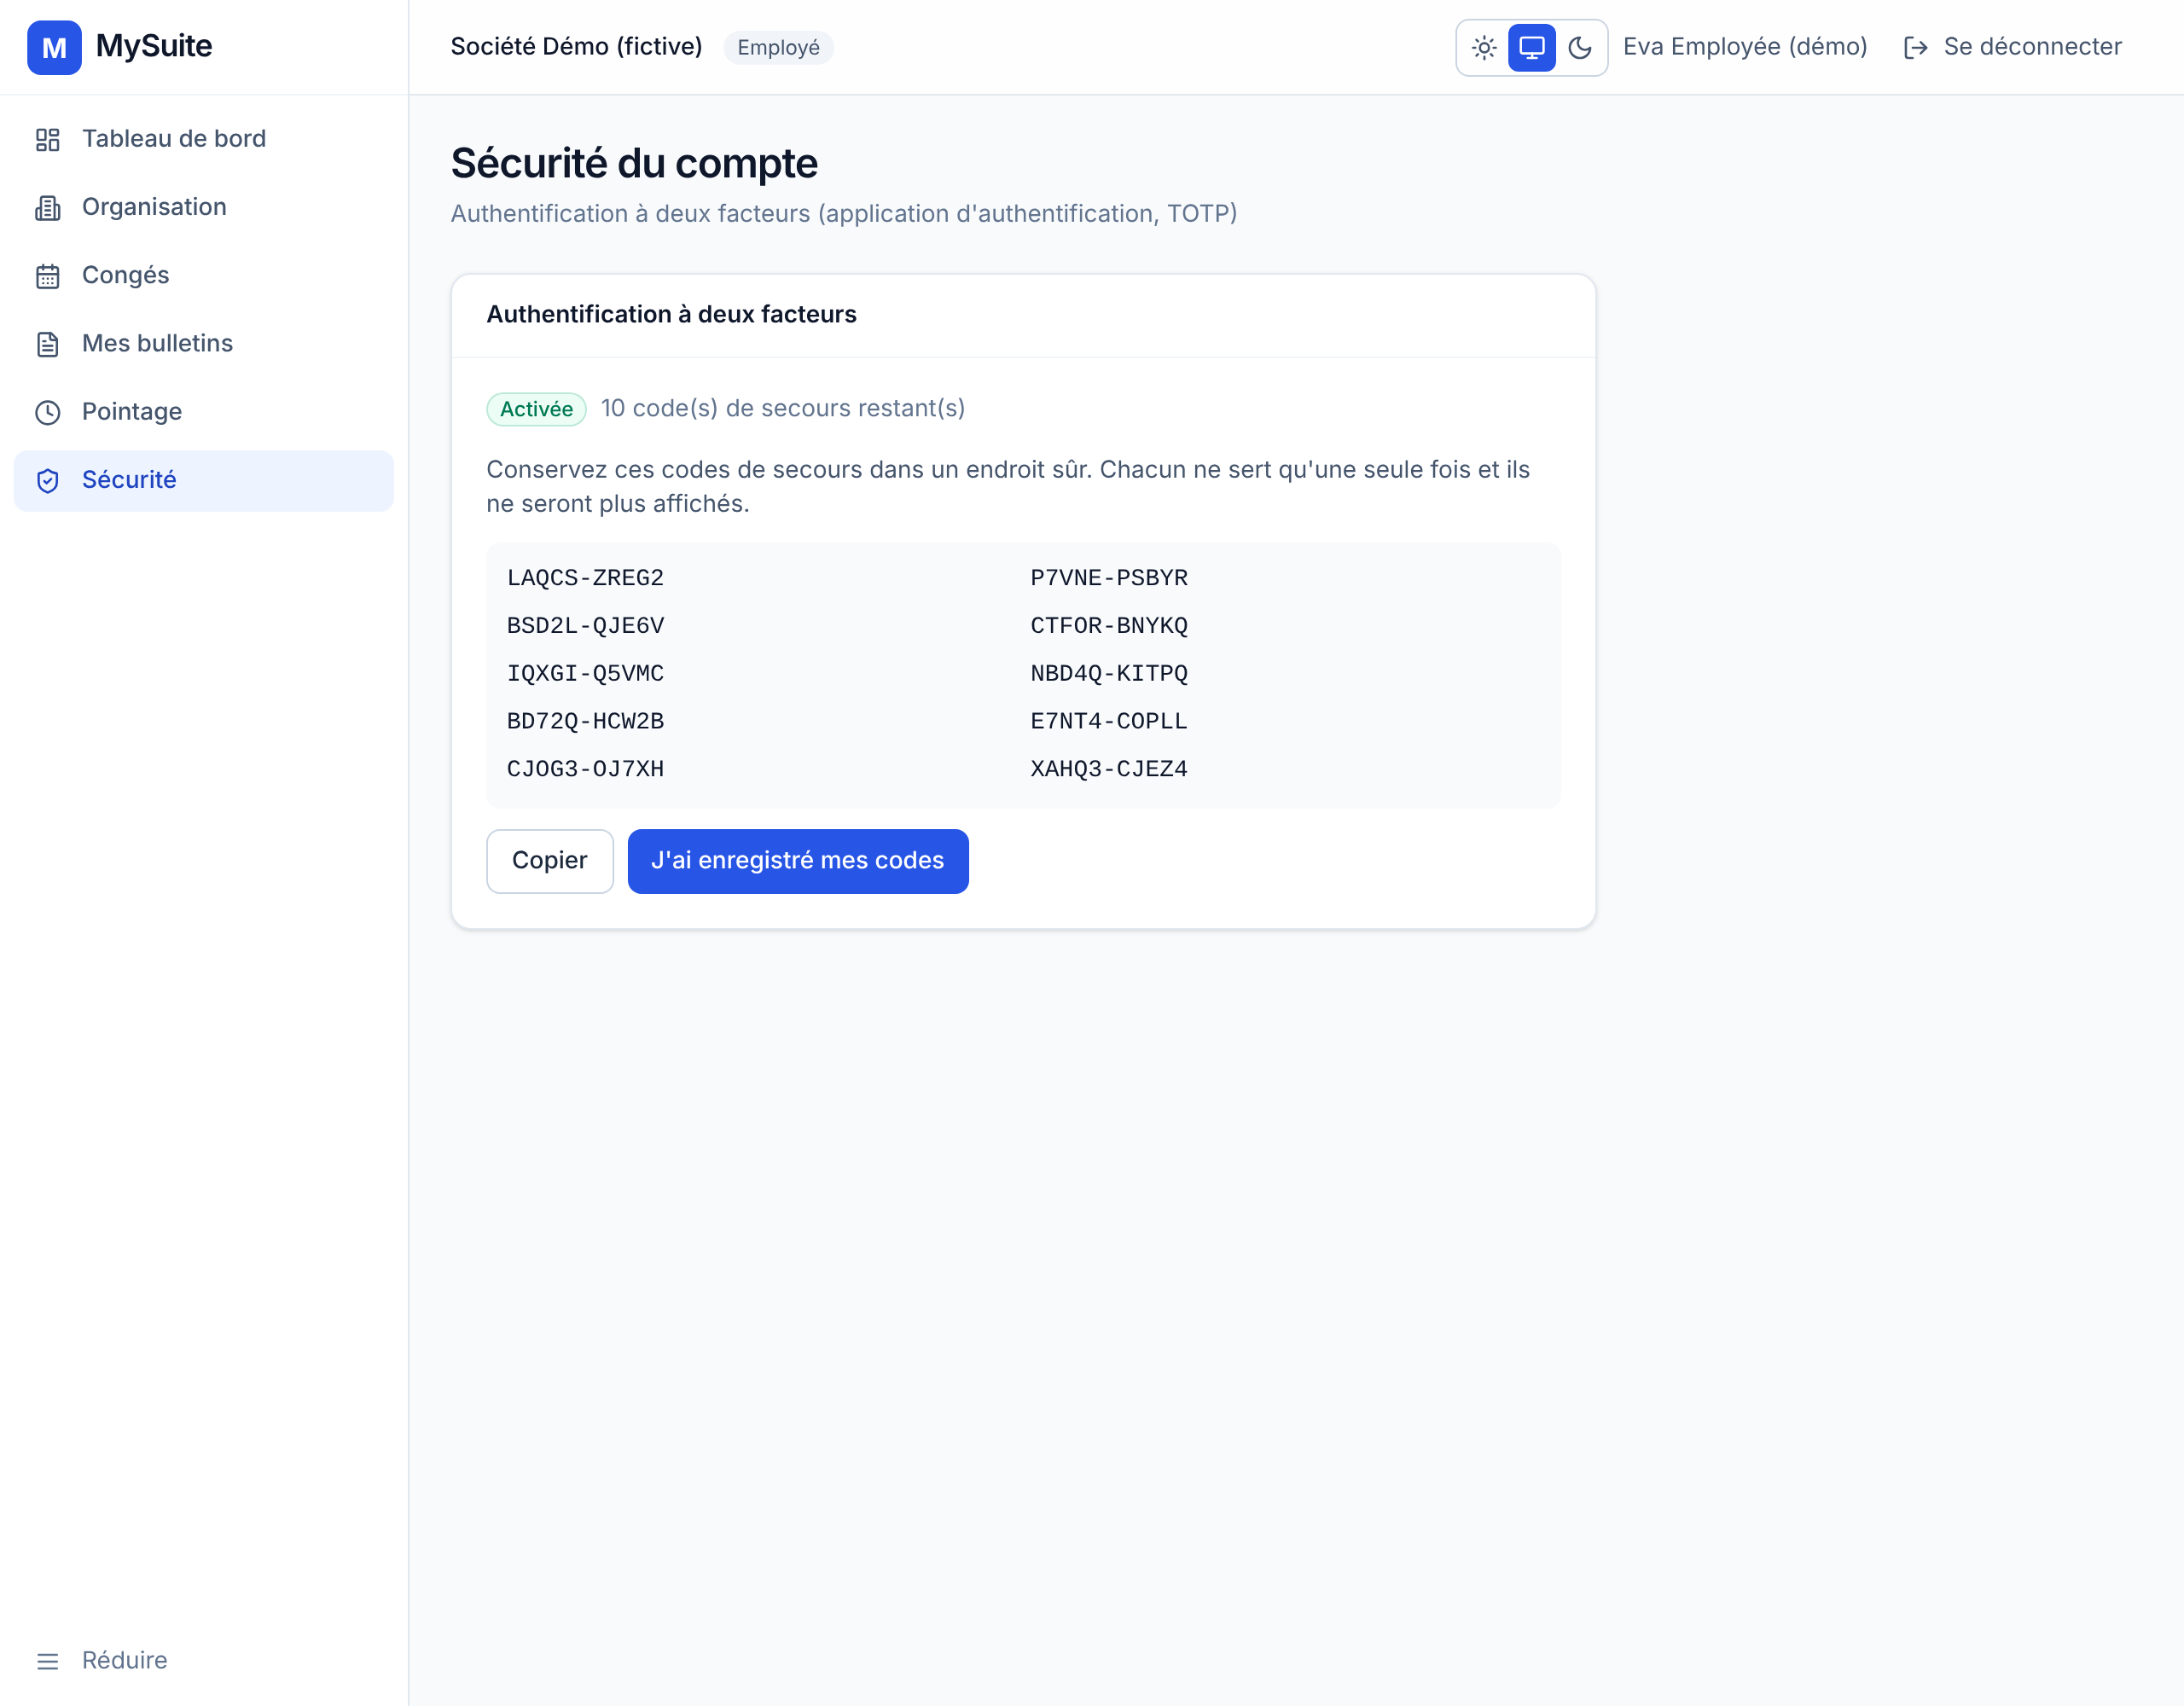 M MySuite
Société Démo (fictive) Employé Eva Employée (démo) Se déconnecter
Tableau de bord
Organisation
Congés
Mes bulletins
Pointage
Sécurité
Réduire
Sécurité du compte
Authentification à deux facteurs (application d'authentification, TOTP)
Authentification à deux facteurs
Activée 10 code(s) de secours restant(s)
Conservez ces codes de secours dans un endroit sûr. Chacun ne sert qu'une seule fois et ils
ne seront plus affichés.
LAQCS-ZREG2 P7VNE-PSBYR
BSD2L-QJE6V CTFOR-BNYKQ
IQXGI-Q5VMC NBD4Q-KITPQ
BD72Q-HCW2B E7NT4-COPLL
CJOG3-OJ7XH XAHQ3-CJEZ4
Copier J'ai enregistré mes codes